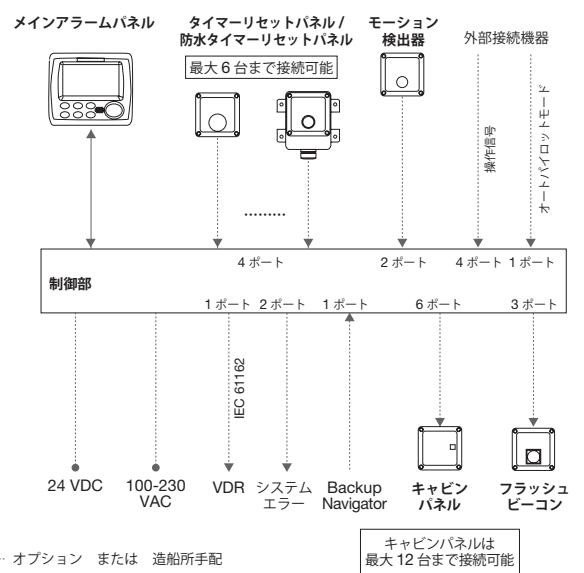 メインアラームパネル
タイマーリセットパネル /
防水タイマーリセットパネル
最大 6 台まで接続可能
モーション
検出器
外部接続機器
操作信号
オートパイロットモード
.........
4 ポート
2 ポート
4 ポート
1 ポート
制御部
1 ポート
2 ポート
1 ポート
6 ポート
3 ポート
IEC 61162
24 VDC
100-230
VAC
VDR
システム
エラー
Backup
Navigator
キャビン
パネル
フラッシュ
ビーコン
オプション または 造船所手配
キャビンパネルは
最大 12 台まで接続可能